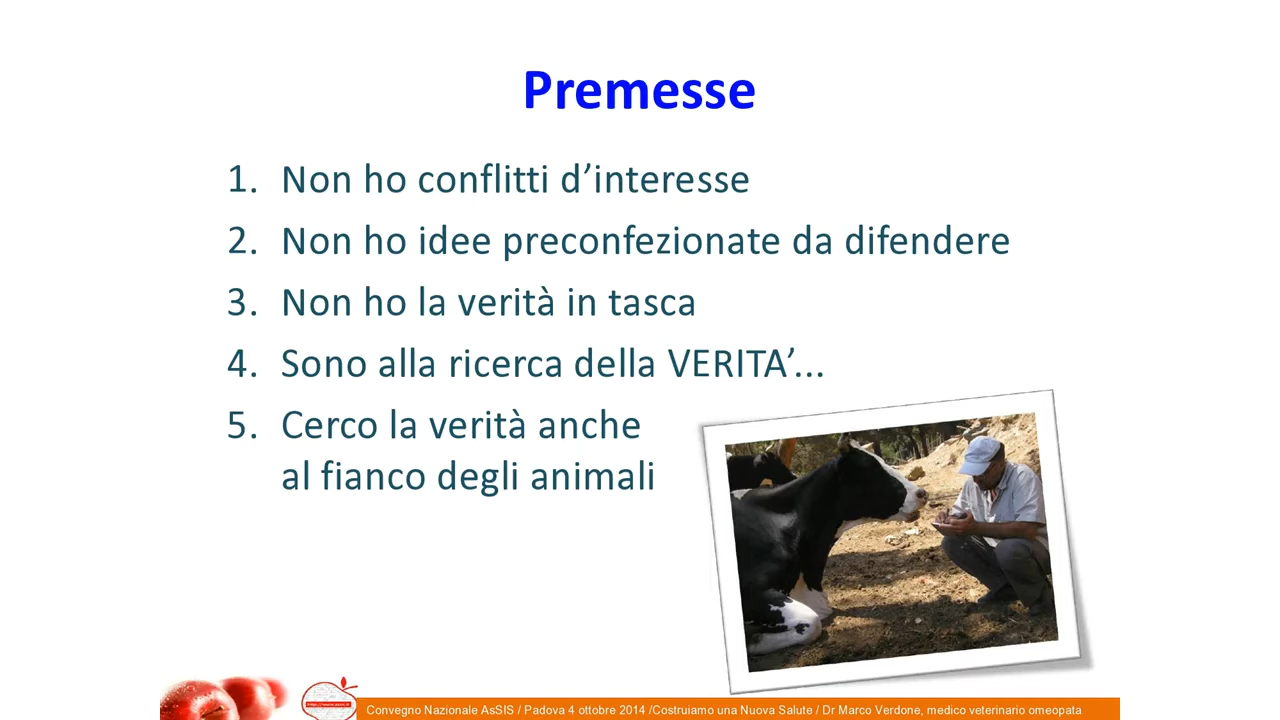 Premesse
1. Non ho conflitti d’interesse
2. Non ho idee preconfezionate da difendere
3. Non ho la verità in tasca
4. Sono alla ricerca della VERITA’...
5. Cerco la verità anche
al fianco degli animali
Convegno Nazionale AsSIS / Padova 4 ottobre 2014 /Costruiamo una Nuova Salute / Dr Marco Verdone, medico veterinario omeopata